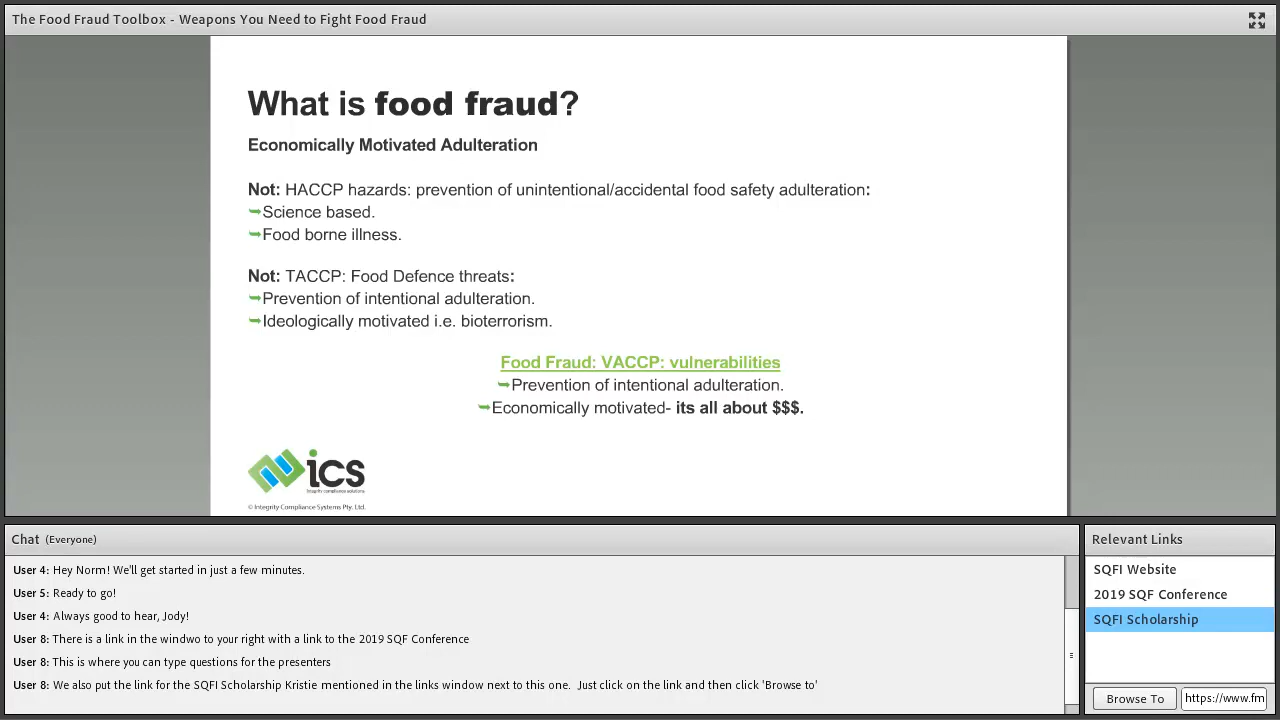 The Food Fraud Toolbox - Weapons You Need to Fight Food Fraud
What is food fraud?
Economically Motivated Adulteration
Not: HACCP hazards: prevention of unintentional/accidental food safety adulteration:
Science based.
Food borne illness.
Not: TACCP: Food Defence threats:
Prevention of intentional adulteration.
Ideologically motivated i.e. bioterrorism.
Food Fraud: VACCP: vulnerabilities
Prevention of intentional adulteration.
Economically motivated- its all about $$$.
ics
integrity compliance solutions
© Integrity Compliance Systems Pty. Ltd.
Chat (Everyone)
User 4: Hey Norm! We'll get started in just a few minutes.
User 5: Ready to go!
User 4: Always good to hear, Jody!
User 8: There is a link in the windwo to your right with a link to the 2019 SQF Conference
User 8: This is where you can type questions for the presenters
User 8: We also put the link for the SQFI Scholarship Kristie mentioned in the links window next to this one.  Just click on the link and then click 'Browse to'
Relevant Links
SQFI Website
2019 SQF Conference
SQFI Scholarship
Browse To
https://www.fm